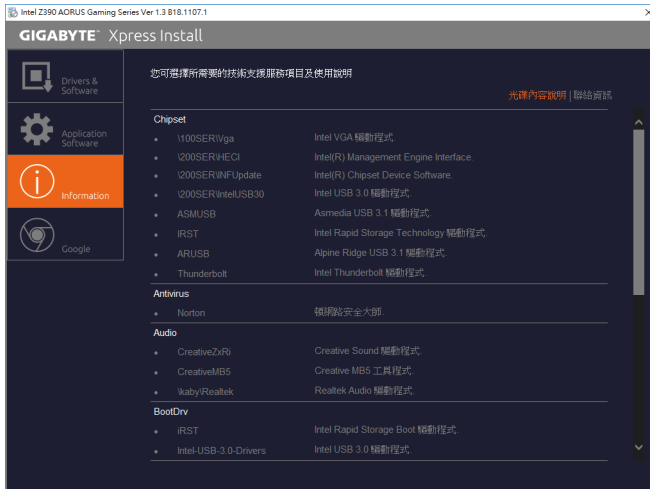 Intel Z390 AORUS Gaming Series Ver 1.3 B18.1107.1
GIGABYTE™ Xpress Install
Drivers &
Software
Application
Software
Information
Google
您可選擇所需要的技術支援服務項目及使用說明
光碟內容說明 | 聯絡資訊
Chipset
• \100SER\Vga Intel VGA 驅動程式.
• \200SER\HECI Intel(R) Management Engine Interface.
• \200SER\INFUpdate Intel(R) Chipset Device Software.
• \200SER\IntelUSB30 Intel USB 3.0 驅動程式.
• ASMUSB Asmedia USB 3.1 驅動程式.
• IRST Intel Rapid Storage Technology 驅動程式.
• ARUSB Alpine Ridge USB 3.1 驅動程式.
• Thunderbolt Intel Thunderbolt 驅動程式.
Antivirus
• Norton 頓網路安全大師.
Audio
• CreativeZxRi Creative Sound 驅動程式.
• CreativeMB5 Creative MB5 工具程式.
• \kaby\Realtek Realtek Audio 驅動程式.
BootDrv
• iRST Intel Rapid Storage Boot 驅動程式.
• Intel-USB-3.0-Drivers Intel USB 3.0 驅動程式.